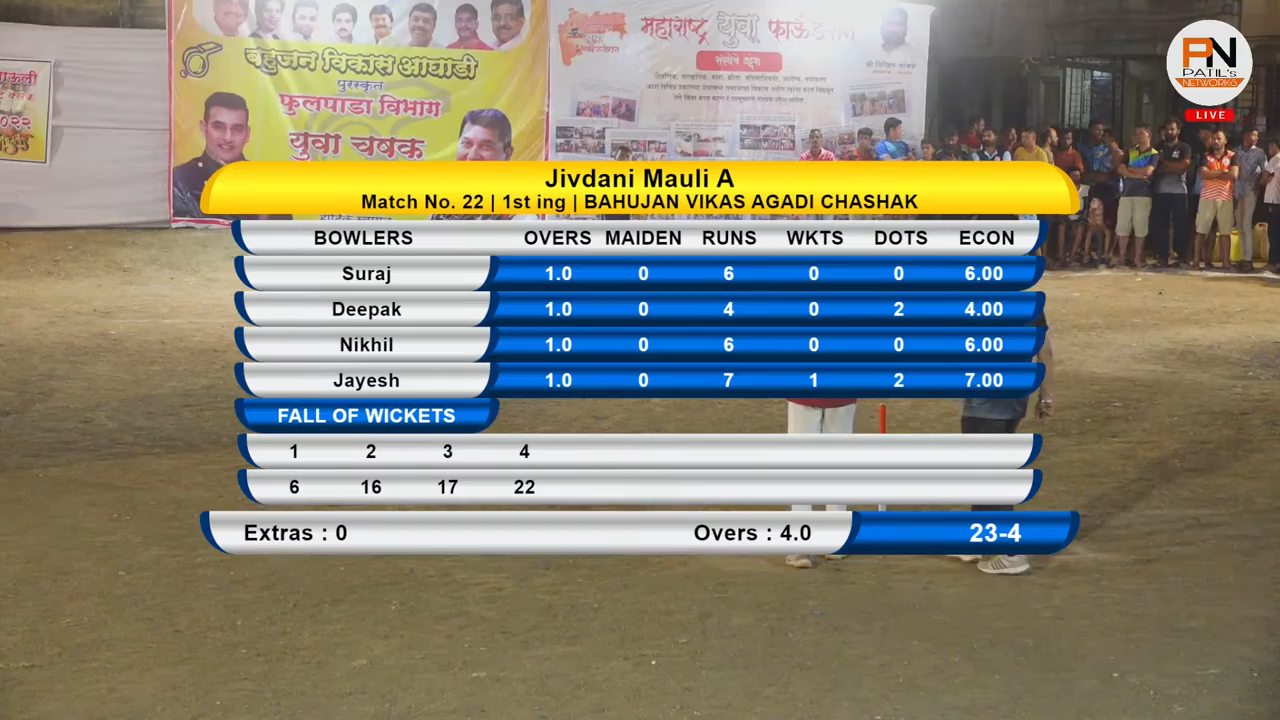 बहुजन विकास आघाडी
पुरस्कृत
फुलपाडा विभाग
युवा चषक
महाराष्ट्र युवा फाऊंडेशन
PN
PATIL's
NETWORKS
LIVE
Jivdani Mauli A
Match No. 22 | 1st ing | BAHUJAN VIKAS AGADI CHASHAK
BOWLERS OVERS MAIDEN RUNS WKTS DOTS ECON
Suraj 1.0 0 6 0 0 6.00
Deepak 1.0 0 4 0 2 4.00
Nikhil 1.0 0 6 0 0 6.00
Jayesh 1.0 0 7 1 2 7.00
FALL OF WICKETS
1 2 3 4
6 16 17 22
Extras : 0 Overs : 4.0 23-4